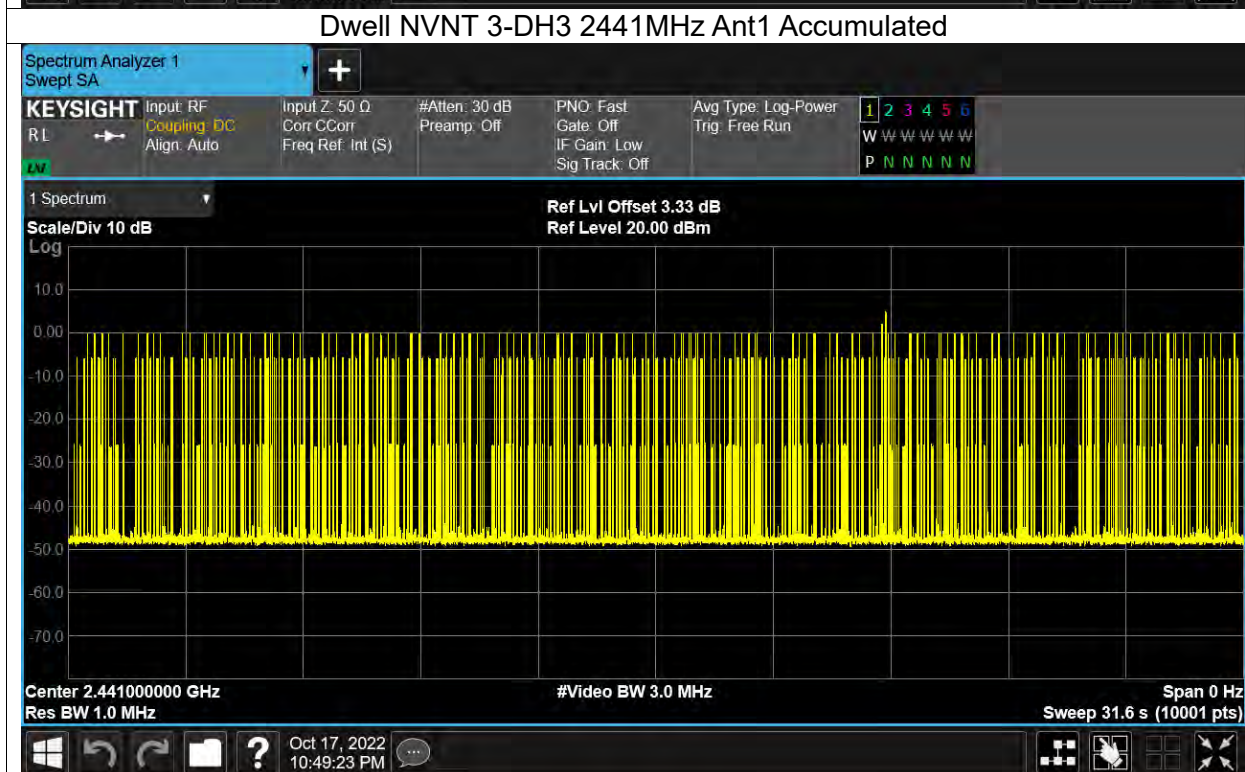 Dwell NVNT 3-DH3 2441MHz Ant1 Accumulated
Spectrum Analyzer 1
Swept SA
+
KEYSIGHT
RL
LXI
Input: RF
Coupling: DC
Align: Auto
Input Z: 50 Ω
Corr CCorr
Freq Ref: Int (S)
#Atten: 30 dB
Preamp: Off
PNO: Fast
Gate: Off
IF Gain: Low
Sig Track: Off
Avg Type: Log-Power
Trig: Free Run
1 2 3 4 5 6
W W W W W W
P N N N N N
1 Spectrum
Scale/Div 10 dB
Ref Lvl Offset 3.33 dB
Ref Level 20.00 dBm
Log
10.0
0.00
-10.0
-20.0
-30.0
-40.0
-50.0
-60.0
-70.0
Center 2.441000000 GHz
#Video BW 3.0 MHz
Span 0 Hz
Res BW 1.0 MHz
Sweep 31.6 s (10001 pts)
?
Oct 17, 2022
10:49:23 PM